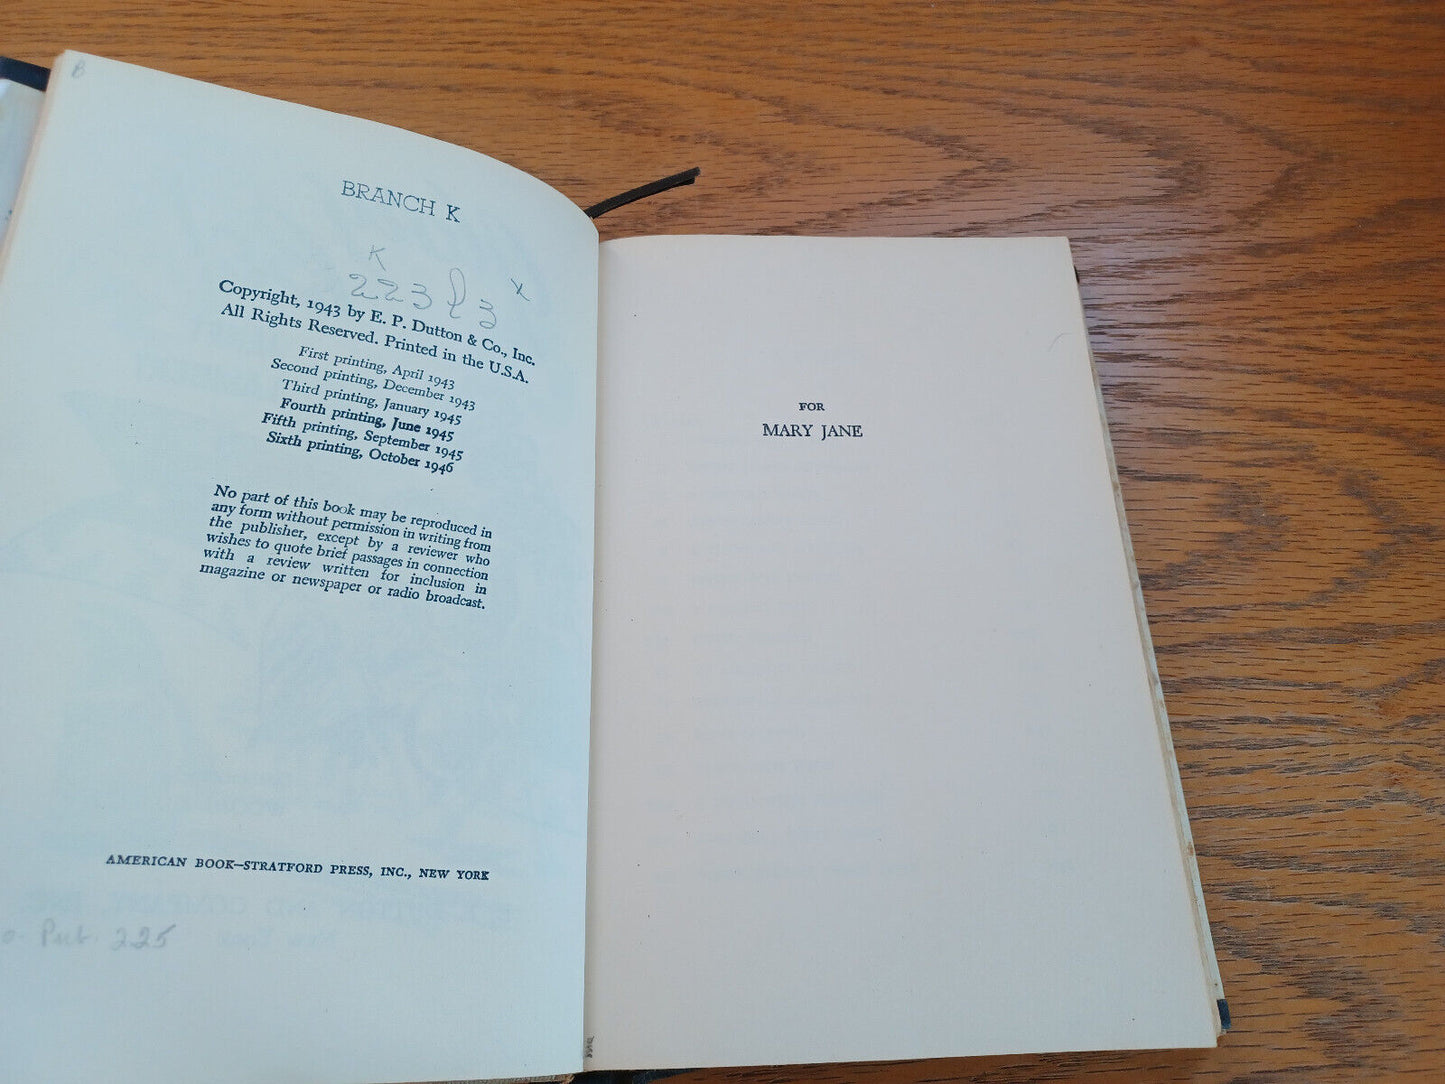 B
BRANCH K
K
223 P3 x
Copyright, 1943 by E. P. Dutton & Co., Inc.
All Rights Reserved. Printed in the U.S.A.
First printing, April 1943
Second printing, December 1943
Third printing, January 1945
Fourth printing, June 1945
Fifth printing, September 1945
Sixth printing, October 1946
No part of this book may be reproduced in
any form without permission in writing from
the publisher, except by a reviewer who
wishes to quote brief passages in connection
with a review written for inclusion in
magazine or newspaper or radio broadcast.
AMERICAN BOOK—STRATFORD PRESS, INC., NEW YORK
225
FOR
MARY JANE